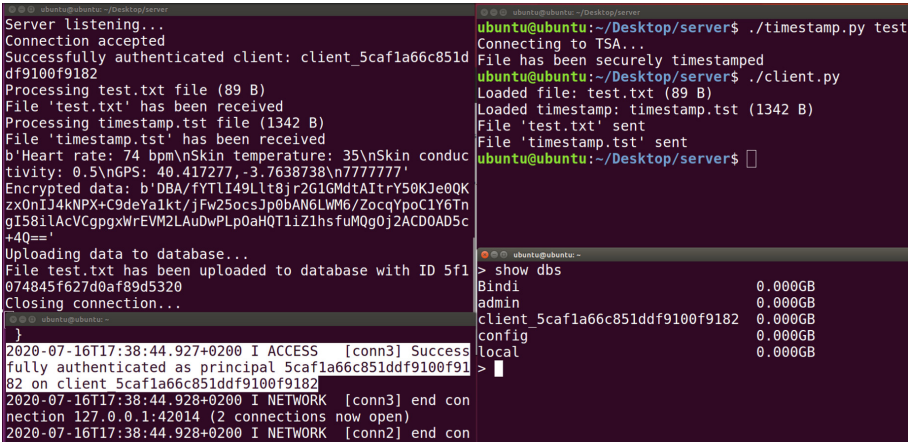 ubuntu@ubuntu: ~/Desktop/server
Server listening...
Connection accepted
Successfully authenticated client: client_5caf1a66c851d
df9100f9182
Processing test.txt file (89 B)
File 'test.txt' has been received
Processing timestamp.tst file (1342 B)
File 'timestamp.tst' has been received
b'Heart rate: 74 bpm\nSkin temperature: 35\nSkin conduc
tivity: 0.5\nGPS: 40.417277,-3.7638738\n7777777'
Encrypted data: b'DBA/fYTlI49Llt8jr2G1GMdtAItrY50KJe0QK
zxOnIJ4kNPX+C9deYa1kt/jFw25ocsJp0bAN6LWM6/ZocqYpoC1Y6Tn
gI58ilAcVCgpgxWrEVM2LAuDwPLpOaHQT1iZ1hsfuMQgOj2ACDOAD5c
+4Q=='
Uploading data to database...
File test.txt has been uploaded to database with ID 5f1
074845f627d0af89d5320
Closing connection...
ubuntu@ubuntu: ~
}
2020-07-16T17:38:44.927+0200 I ACCESS   [conn3] Success
fully authenticated as principal 5caf1a66c851ddf9100f91
82 on client_5caf1a66c851ddf9100f9182
2020-07-16T17:38:44.928+0200 I NETWORK  [conn3] end con
nection 127.0.0.1:42014 (2 connections now open)
2020-07-16T17:38:44.928+0200 I NETWORK  [conn2] end con
ubuntu@ubuntu: ~/Desktop/server
ubuntu@ubuntu:~/Desktop/server$ ./timestamp.py test
Connecting to TSA...
File has been securely timestamped
ubuntu@ubuntu:~/Desktop/server$ ./client.py
Loaded file: test.txt (89 B)
Loaded timestamp: timestamp.tst (1342 B)
File 'test.txt' sent
File 'timestamp.tst' sent
ubuntu@ubuntu:~/Desktop/server$
ubuntu@ubuntu: ~
> show dbs
Bindi                            0.000GB
admin                            0.000GB
client_5caf1a66c851ddf9100f9182  0.000GB
config                           0.000GB
local                            0.000GB
>